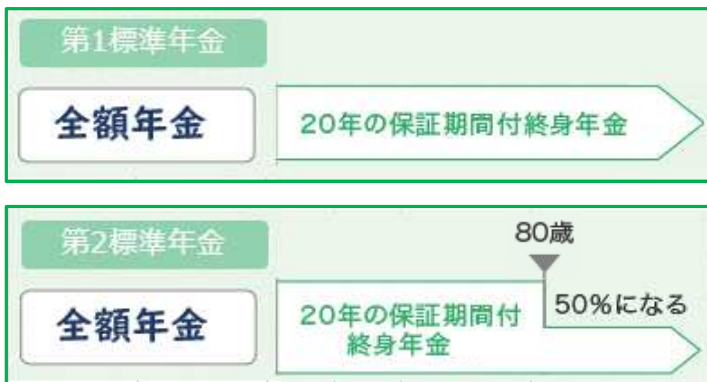 第1標準年金
全額年金
20年の保証期間付終身年金
第2標準年金
80歳
全額年金
20年の保証期間付
終身年金
50%になる